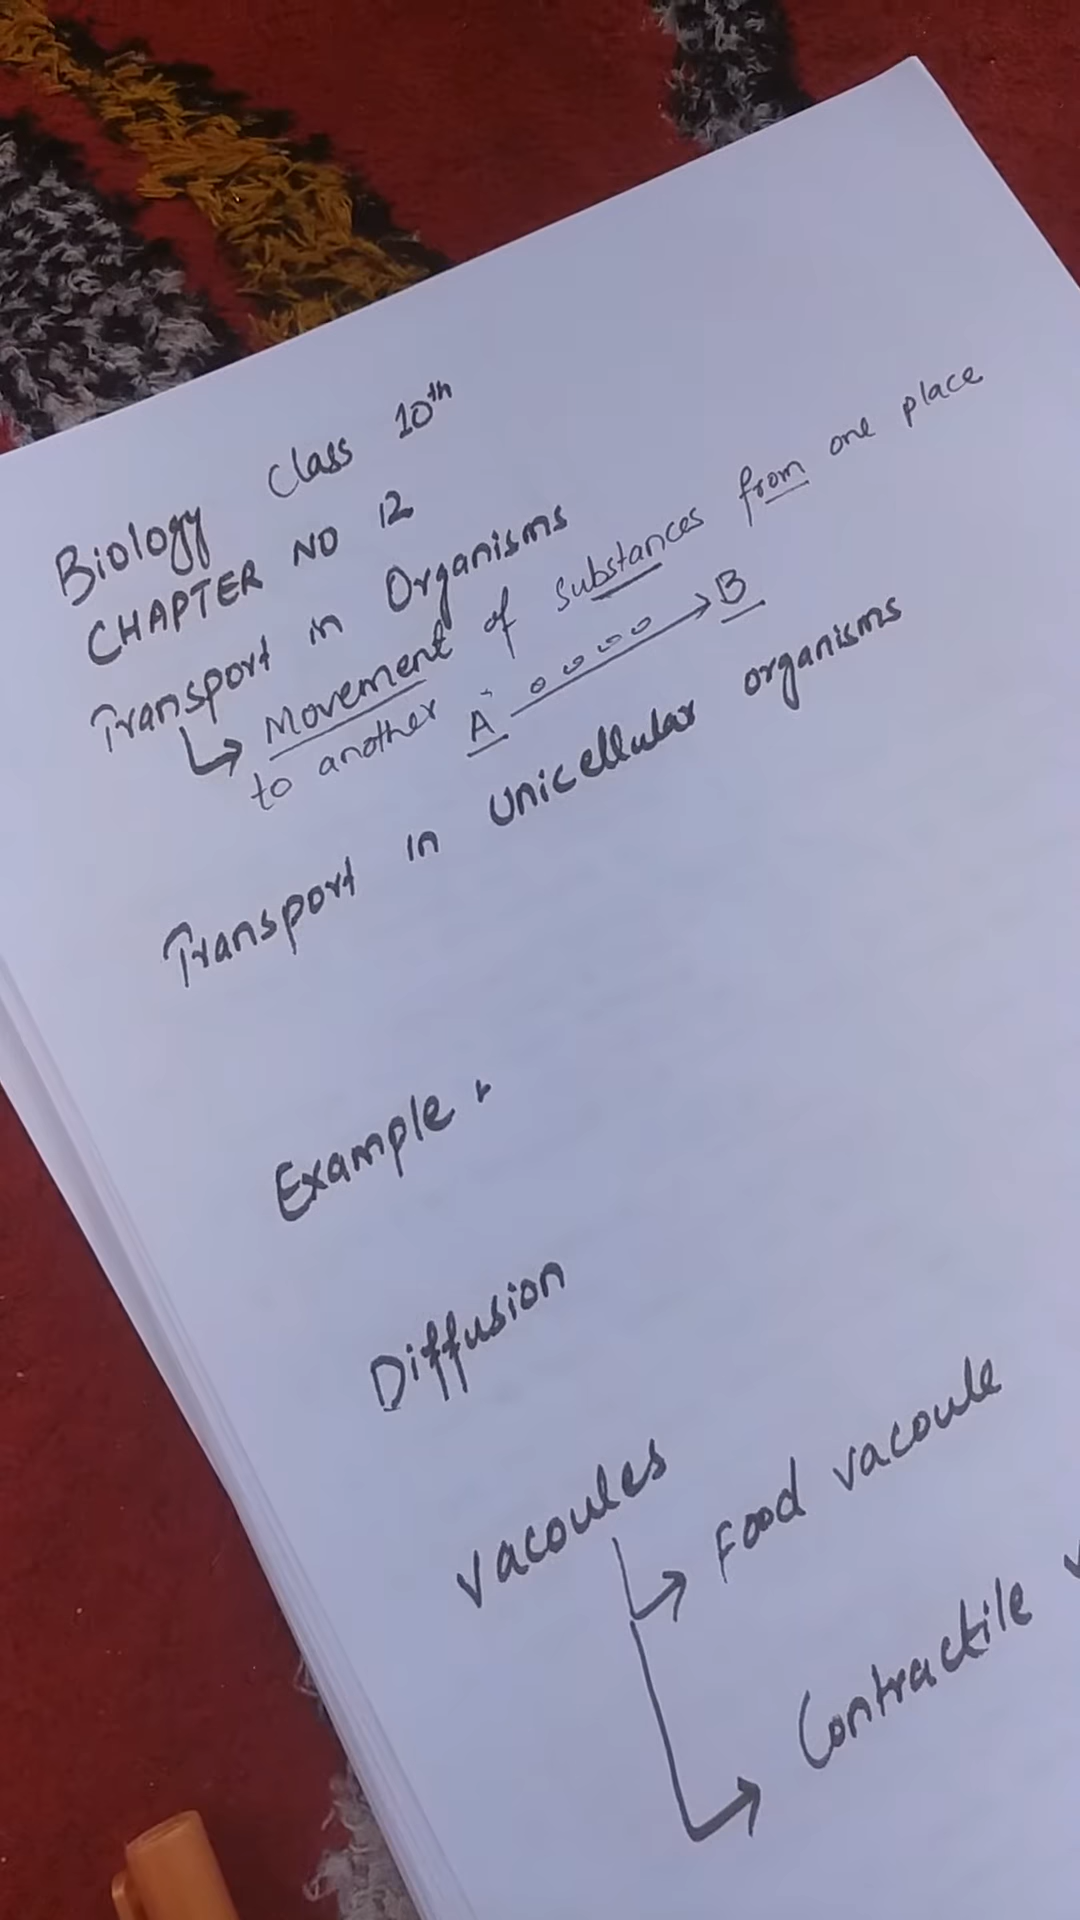 Biology Class 10th
CHAPTER NO 12
Transport in Organisms
Movement of substances from one place
to another A B
Transport in Unicellular organisms
Example
Diffusion
Vacoules
Food vacoule
Contractile